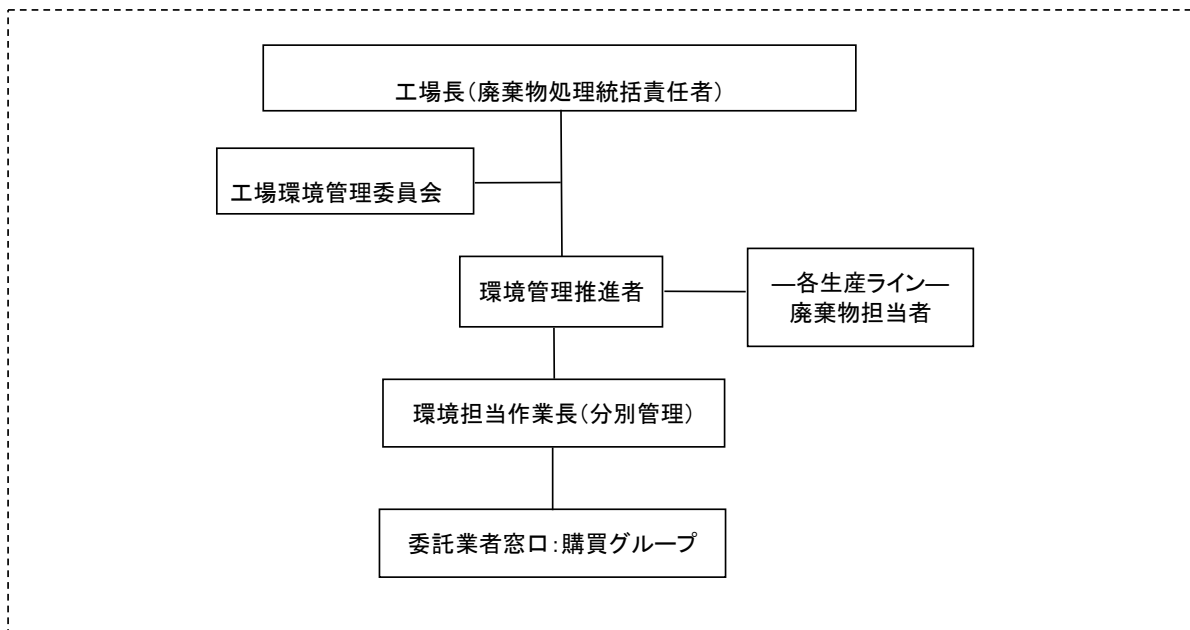 工場長(廃棄物処理統括責任者)
工場環境管理委員会
環境管理推進者
―各生産ライン―
廃棄物担当者
環境担当作業長(分別管理)
委託業者窓口:購買グループ